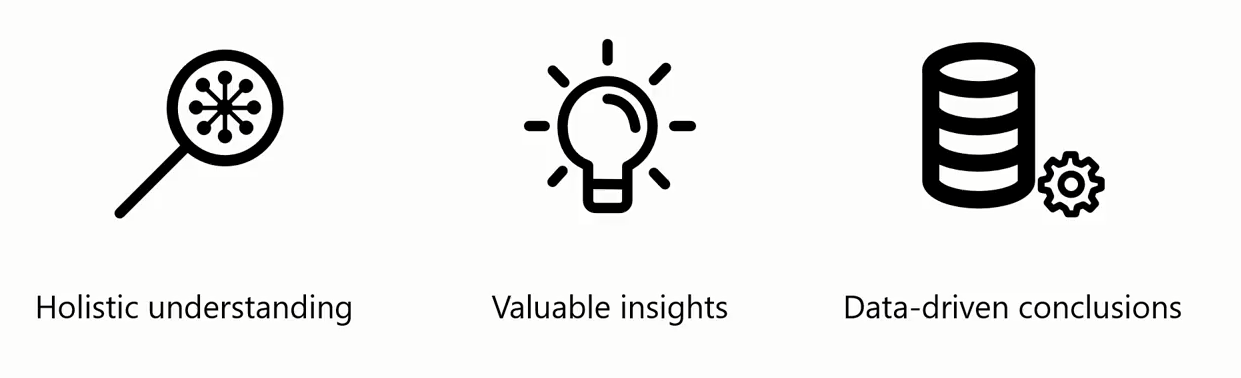 Holistic understanding
Valuable insights
Data-driven conclusions